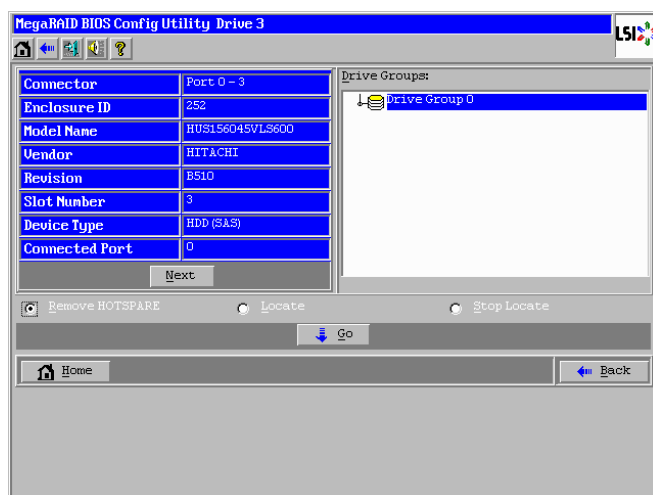 MegaRAID BIOS Config Utility Drive 3
LSI
Connector Port 0 - 3
Enclosure ID 252
Model Name HUS156045VLS600
Vendor HITACHI
Revision B510
Slot Number 3
Device Type HDD (SAS)
Connected Port 0
Next
Drive Groups:
Drive Group 0
Remove HOTSPARE Locate Stop Locate
Go
Home Back